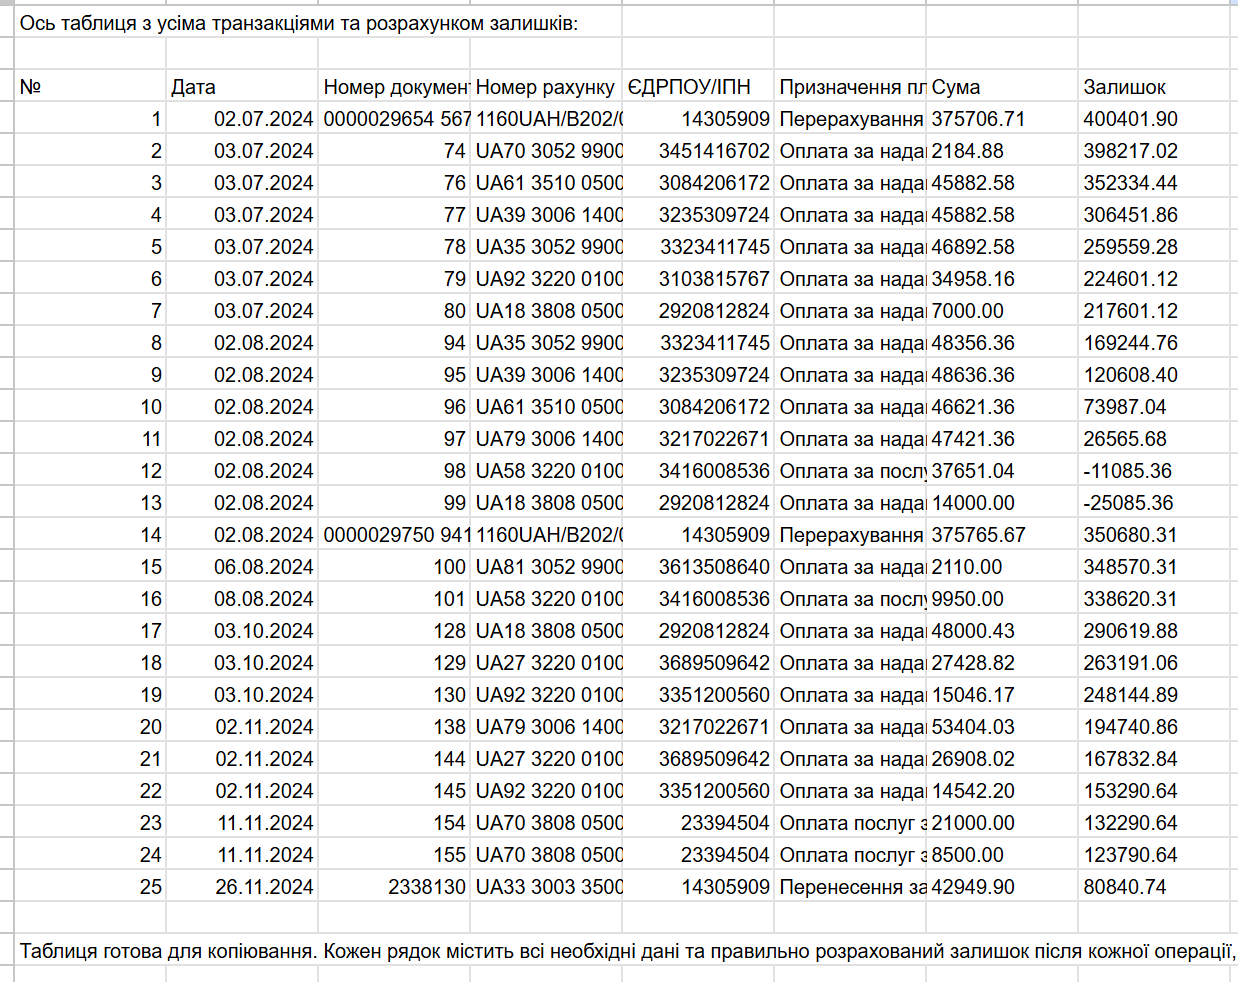 Ось таблиця з усіма транзакціями та розрахунком залишків:
№ Дата Номер документ Номер рахунку ЄДРПОУ/ІПН Призначення пл Сума Залишок
1 02.07.2024 0000029654 567 1160UAH/B202/0 14305909 Перерахування 375706.71 400401.90
2 03.07.2024 74 UA70 3052 9900 3451416702 Оплата за нада 2184.88 398217.02
3 03.07.2024 76 UA61 3510 0500 3084206172 Оплата за нада 45882.58 352334.44
4 03.07.2024 77 UA39 3006 1400 3235309724 Оплата за нада 45882.58 306451.86
5 03.07.2024 78 UA35 3052 9900 3323411745 Оплата за нада 46892.58 259559.28
6 03.07.2024 79 UA92 3220 0100 3103815767 Оплата за нада 34958.16 224601.12
7 03.07.2024 80 UA18 3808 0500 2920812824 Оплата за нада 7000.00 217601.12
8 02.08.2024 94 UA35 3052 9900 3323411745 Оплата за нада 48356.36 169244.76
9 02.08.2024 95 UA39 3006 1400 3235309724 Оплата за нада 48636.36 120608.40
10 02.08.2024 96 UA61 3510 0500 3084206172 Оплата за нада 46621.36 73987.04
11 02.08.2024 97 UA79 3006 1400 3217022671 Оплата за нада 47421.36 26565.68
12 02.08.2024 98 UA58 3220 0100 3416008536 Оплата за послу 37651.04 -11085.36
13 02.08.2024 99 UA18 3808 0500 2920812824 Оплата за нада 14000.00 -25085.36
14 02.08.2024 0000029750 941 1160UAH/B202/0 14305909 Перерахування 375765.67 350680.31
15 06.08.2024 100 UA81 3052 9900 3613508640 Оплата за нада 2110.00 348570.31
16 08.08.2024 101 UA58 3220 0100 3416008536 Оплата за послу 9950.00 338620.31
17 03.10.2024 128 UA18 3808 0500 2920812824 Оплата за нада 48000.43 290619.88
18 03.10.2024 129 UA27 3220 0100 3689509642 Оплата за нада 27428.82 263191.06
19 03.10.2024 130 UA92 3220 0100 3351200560 Оплата за нада 15046.17 248144.89
20 02.11.2024 138 UA79 3006 1400 3217022671 Оплата за нада 53404.03 194740.86
21 02.11.2024 144 UA27 3220 0100 3689509642 Оплата за нада 26908.02 167832.84
22 02.11.2024 145 UA92 3220 0100 3351200560 Оплата за нада 14542.20 153290.64
23 11.11.2024 154 UA70 3808 0500 23394504 Оплата послуг з 21000.00 132290.64
24 11.11.2024 155 UA70 3808 0500 23394504 Оплата послуг з 8500.00 123790.64
25 26.11.2024 2338130 UA33 3003 3500 14305909 Перенесення за 42949.90 80840.74
Таблиця готова для копіювання. Кожен рядок містить всі необхідні дані та правильно розрахований залишок після кожної операції,